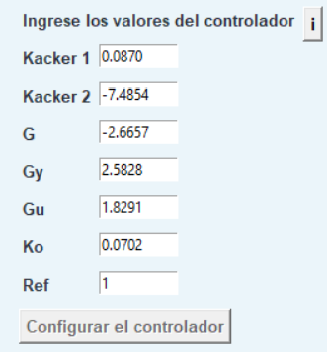 Ingrese los valores del controlador i
Kacker 1 0.0870
Kacker 2 -7.4854
G -2.6657
Gy 2.5828
Gu 1.8291
Ko 0.0702
Ref 1
Configurar el controlador